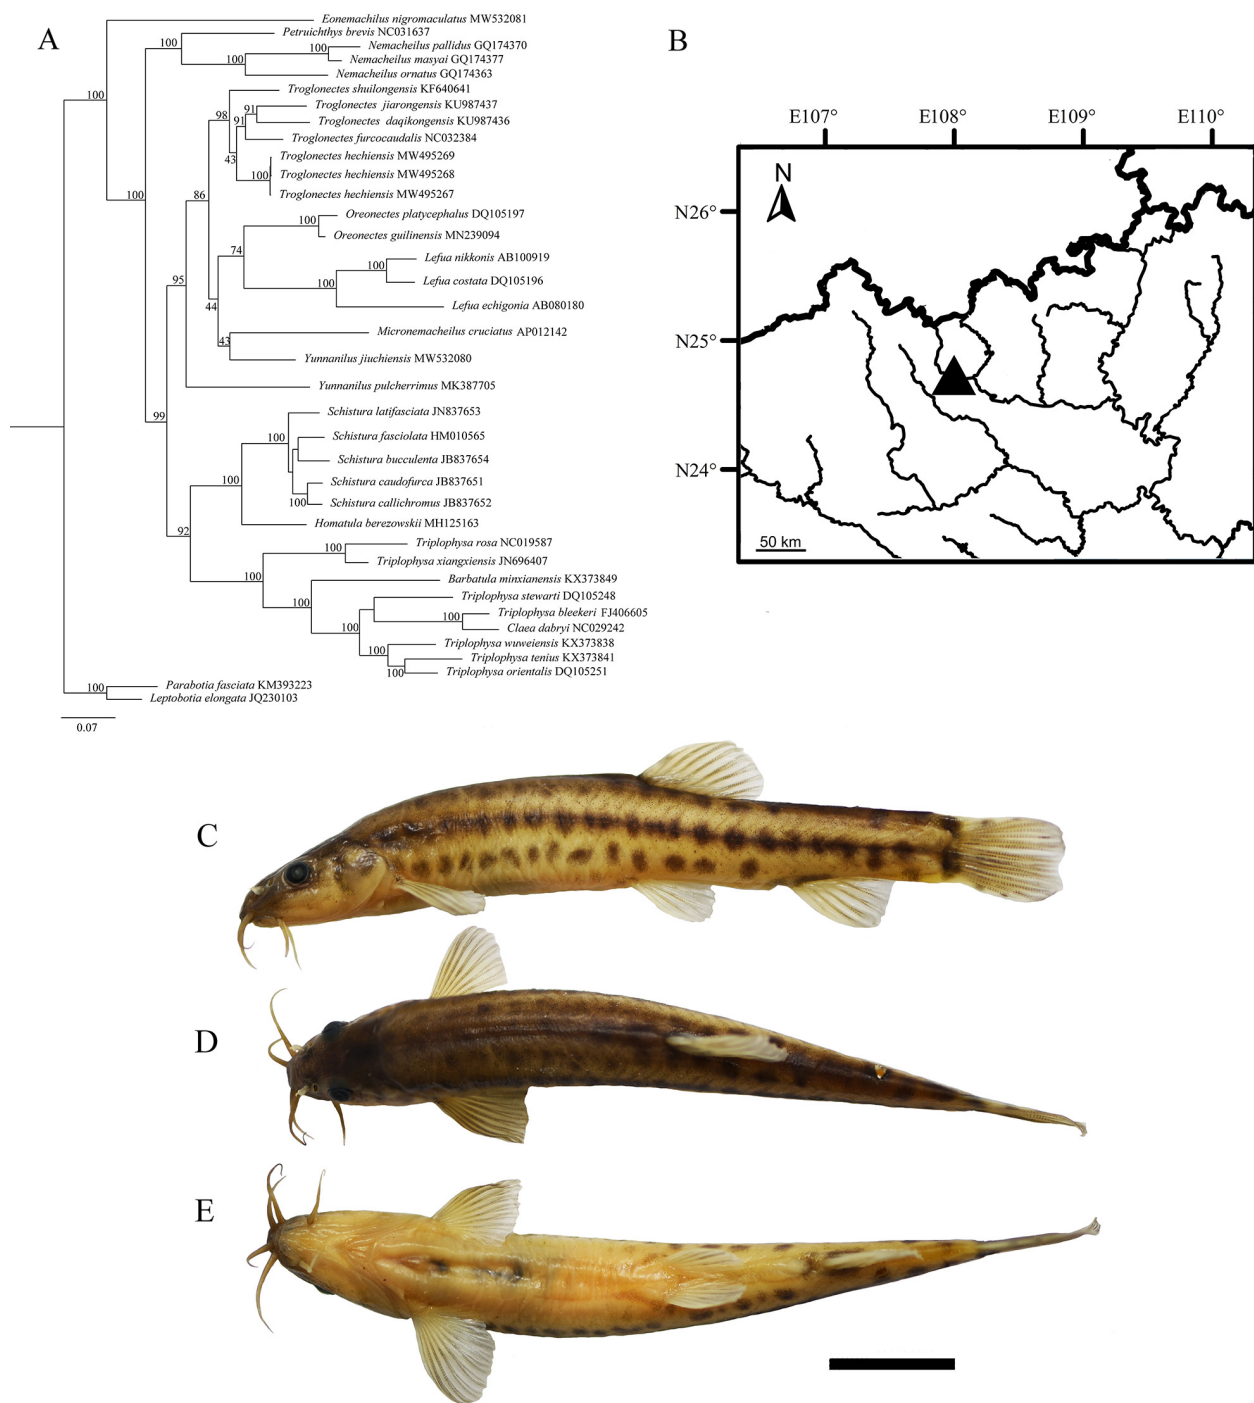 A
Eonemachilus nigromaculatus MW532081
100
Petruichthys brevis NC031637
100
100
Nemacheilus pallidus GQ174370
100
Nemacheilus masyai GQ174377
Nemacheilus ornatus GQ174363
100
98
Troglonectes shuilongensis KF640641
91
Troglonectes jiarongensis KU987437
91
Troglonectes daqikongensis KU987436
Troglonectes furcocaudalis NC032384
43
Troglonectes hechiensis MW495269
100
Troglonectes hechiensis MW495268
Troglonectes hechiensis MW495267
100
86
100
Oreonectes platycephalus DQ105197
Oreonectes guilinensis MN239094
74
100
Lefua nikkonis AB100919
100
Lefua costata DQ105196
95
44
Lefua echigonia AB080180
43
Micronemacheilus cruciatus AP012142
Yunnanilus jiuchiensis MW532080
Yunnanilus pulcherrimus MK387705
99
Schistura latifasciata JN837653
100
Schistura fasciolata HM010565
Schistura bucculenta JB837654
100
Schistura caudofurca JB837651
100
Schistura callichromus JB837652
92
Homatula berezowskii MH125163
100
Triplophysa rosa NC019587
100
Triplophysa xiangxiensis JN696407
100
Barbatula minxianensis KX373849
Triplophysa stewarti DQ105248
100
100
Triplophysa bleekeri FJ406605
Claea dabryi NC029242
100
Triplophysa wuweiensis KX373838
100
Triplophysa tenius KX373841
Triplophysa orientalis DQ105251
100
Parabotia fasciata KM393223
Leptobotia elongata JQ230103
0.07
B
E107° E108° E109° E110°
N
N26°
N25°
N24°
50 km
C
D
E